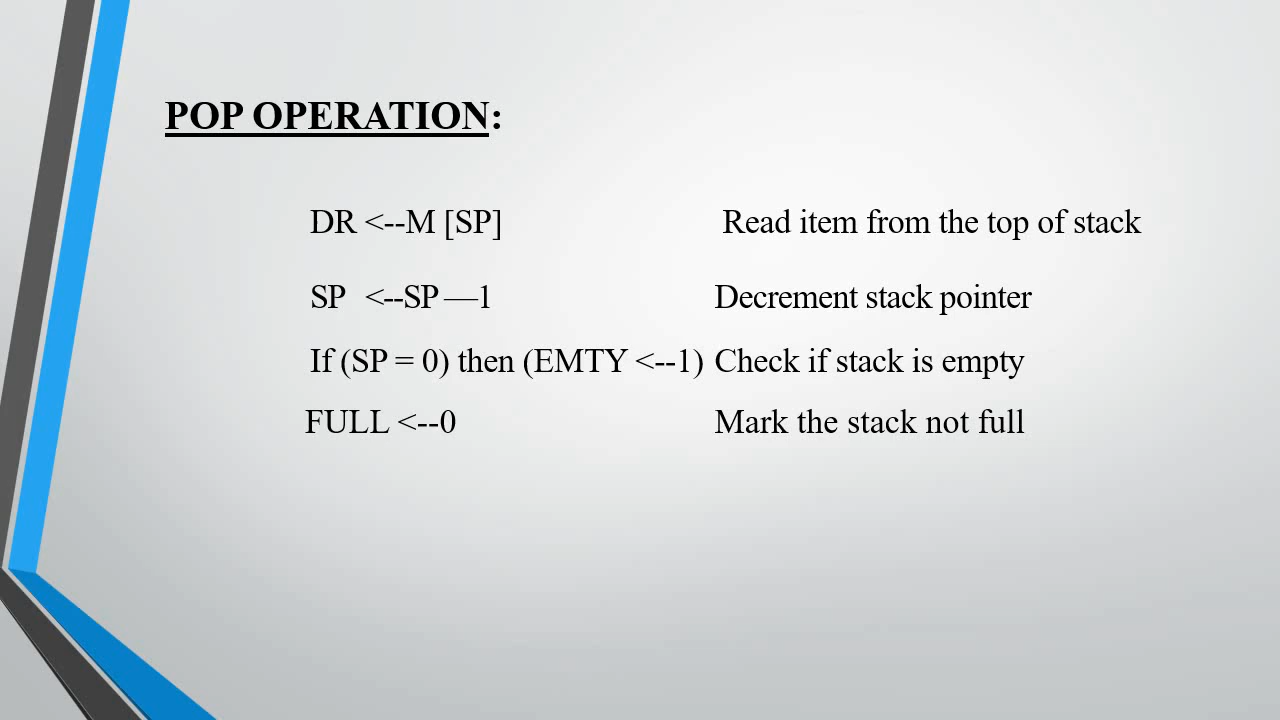 POP OPERATION:
DR <--M [SP] Read item from the top of stack
SP <--SP —1 Decrement stack pointer
If (SP = 0) then (EMTY <--1) Check if stack is empty
FULL <--0 Mark the stack not full